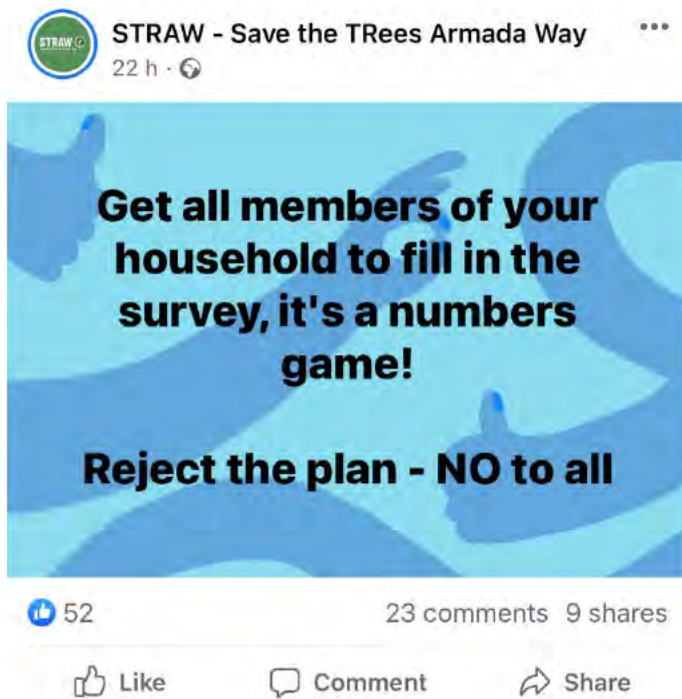 STRAW
STRAW - Save the TRees Armada Way
22 h ·
Get all members of your
household to fill in the
survey, it's a numbers
game!
Reject the plan - NO to all
52
23 comments 9 shares
Like
Comment
Share